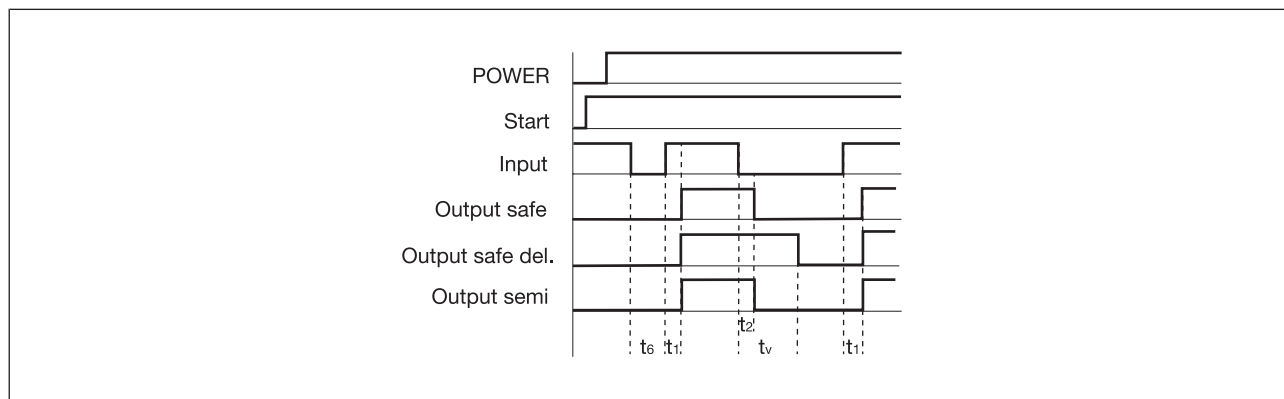 POWER
Start
Input
Output safe
Output safe del.
Output semi
t2
t6 t1 tv t1